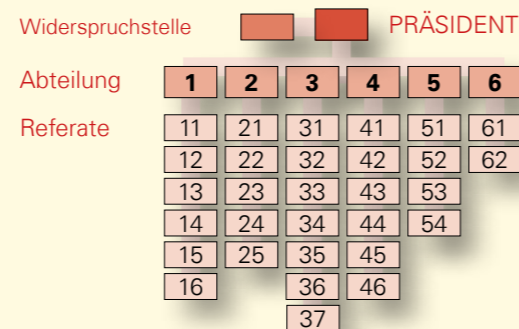 Widerspruchstelle PRÄSIDENT
Abteilung 1 2 3 4 5 6
Referate 11 21 31 41 51 61
12 22 32 42 52 62
13 23 33 43 53
14 24 34 44 54
15 25 35 45
16 36 46
37